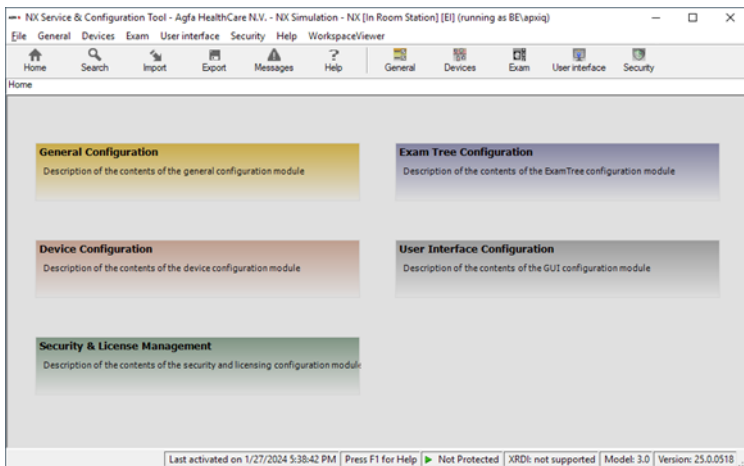 NX Service & Configuration Tool - Agfa HealthCare N.V. - NX Simulation - NX [In Room Station] [EI] (running as BE\apxiq)
File General Devices Exam User interface Security Help WorkspaceViewer
Home Search Import Export Messages Help General Devices Exam User interface Security
Home
General Configuration
Description of the contents of the general configuration module
Exam Tree Configuration
Description of the contents of the ExamTree configuration module
Device Configuration
Description of the contents of the device configuration module
User Interface Configuration
Description of the contents of the GUI configuration module
Security & License Management
Description of the contents of the security and licensing configuration module
Last activated on 1/27/2024 5:38:42 PM Press F1 for Help Not Protected XRDI: not supported Model: 3.0 Version: 25.0.0518